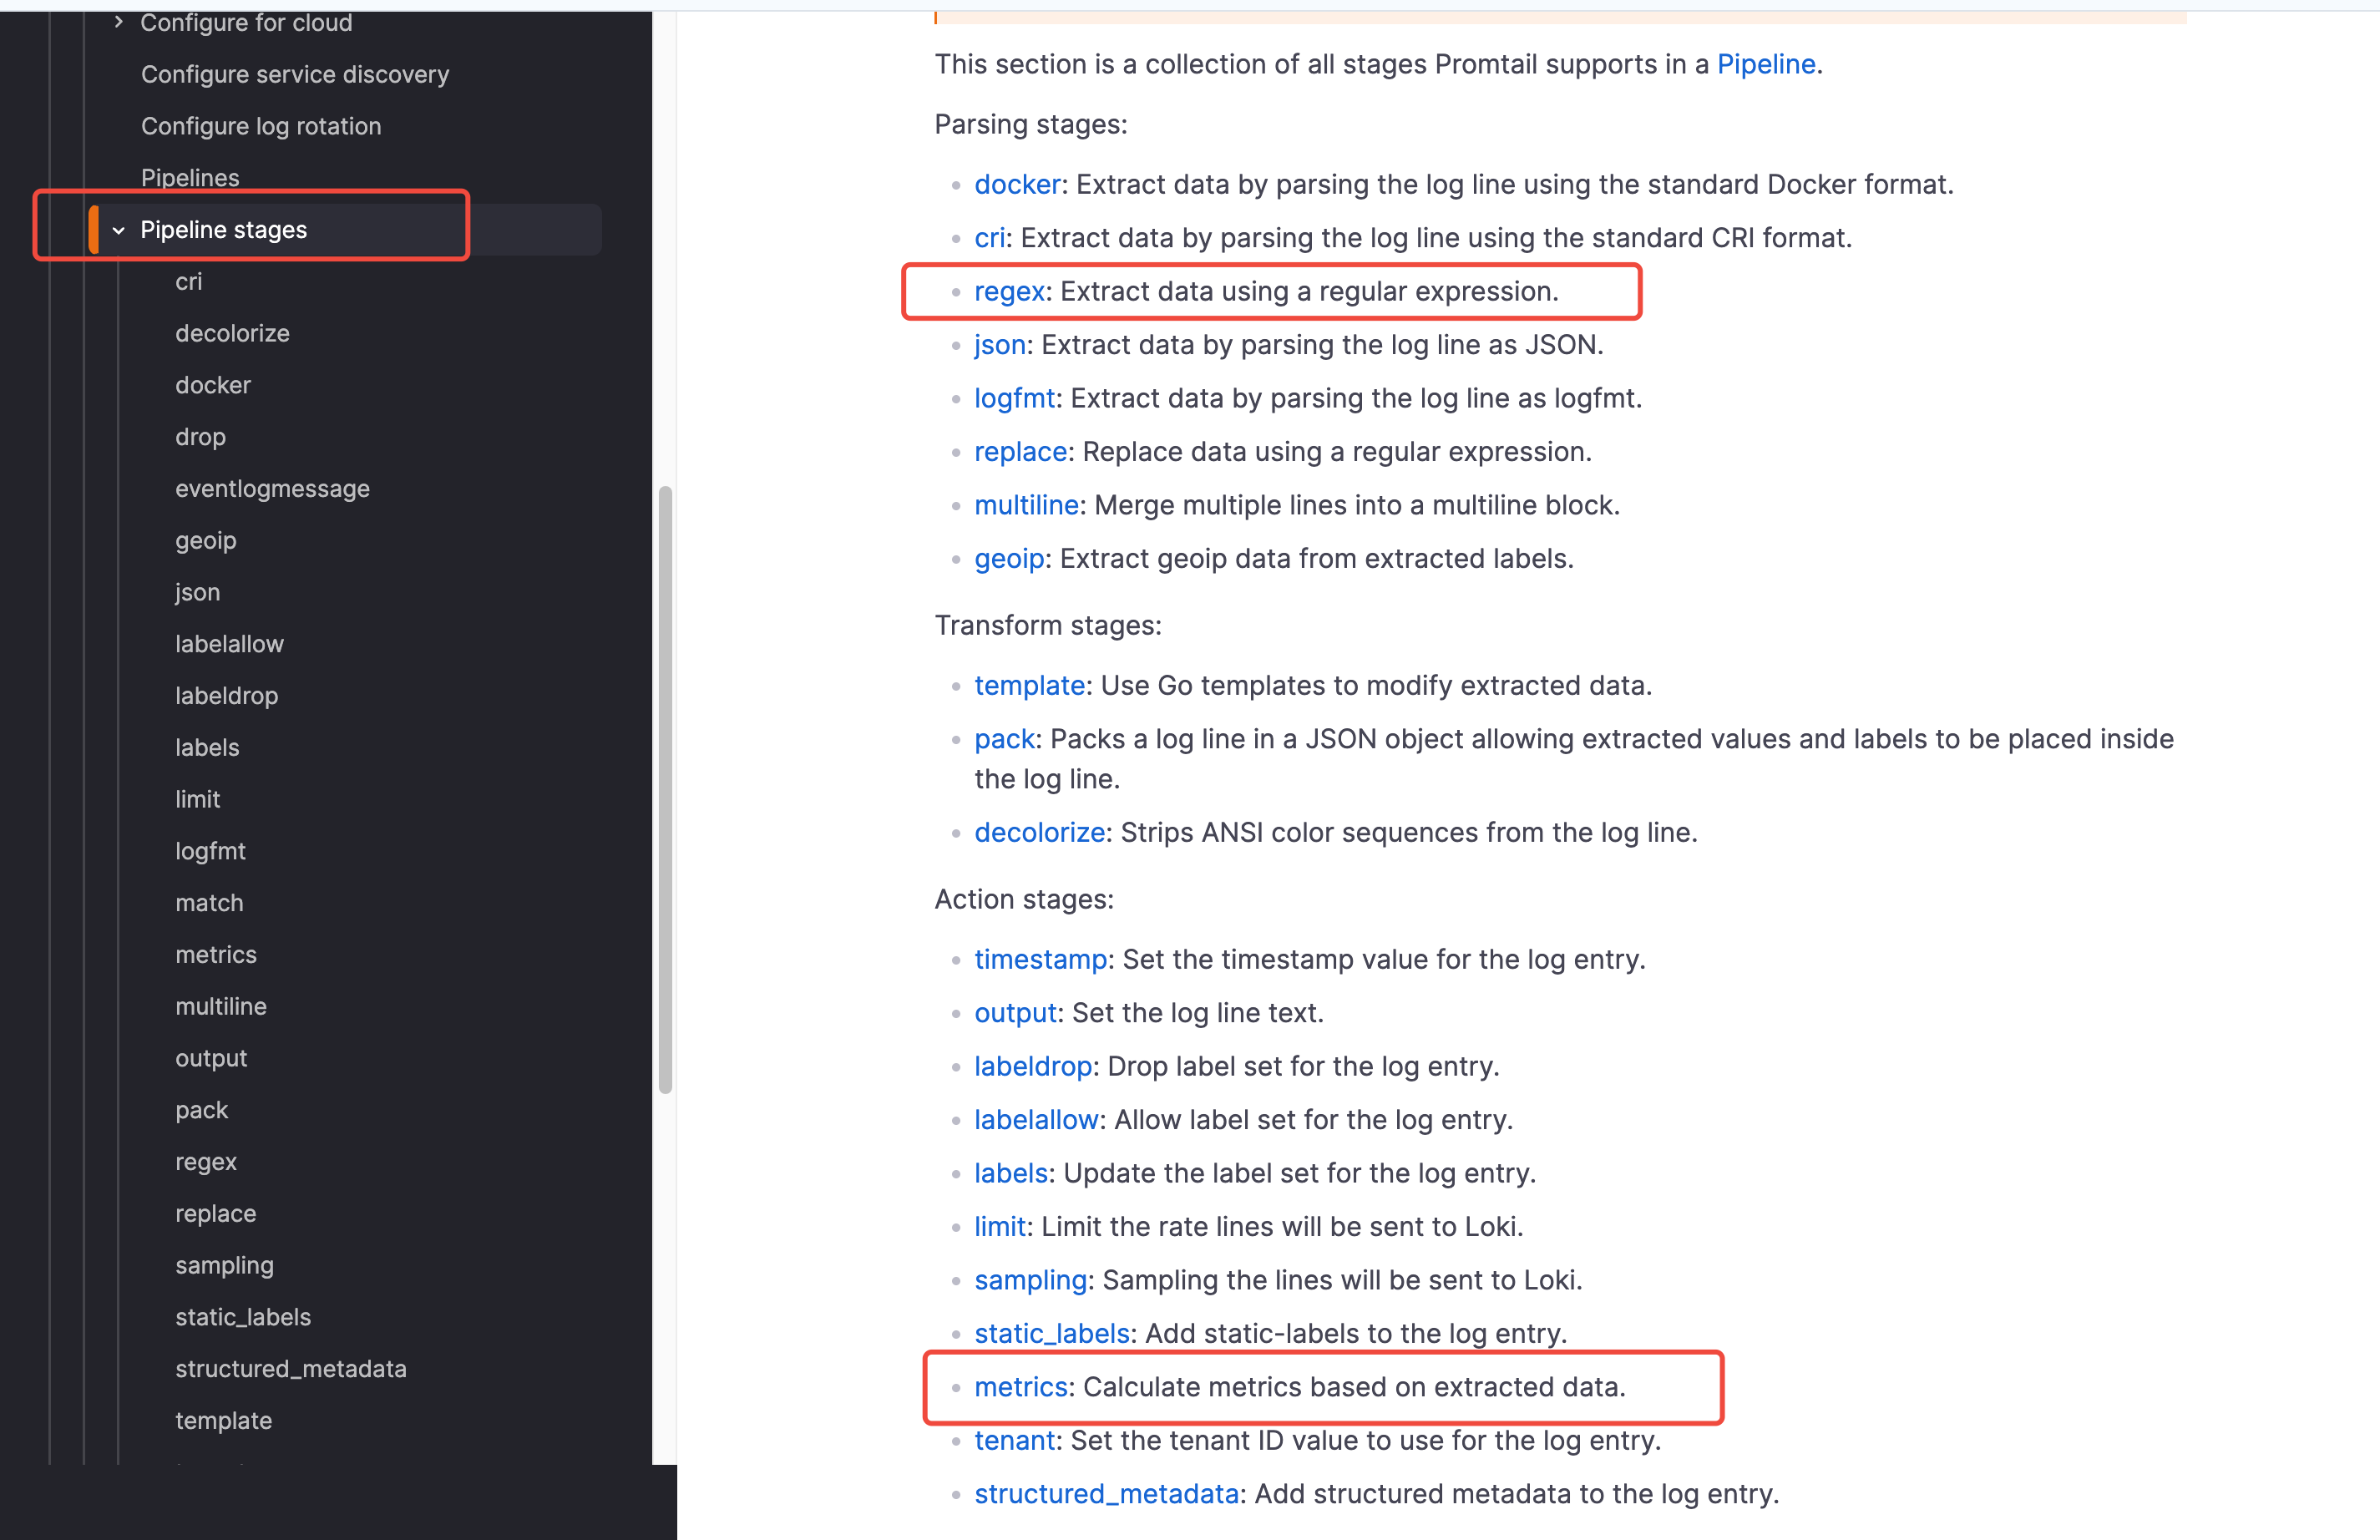 Configure for cloud
Configure service discovery
Configure log rotation
Pipelines
Pipeline stages
cri
decolorize
docker
drop
eventlogmessage
geoip
json
labelallow
labeldrop
labels
limit
logfmt
match
metrics
multiline
output
pack
regex
replace
sampling
static_labels
structured_metadata
template
This section is a collection of all stages Promtail supports in a Pipeline.
Parsing stages:
docker: Extract data by parsing the log line using the standard Docker format.
cri: Extract data by parsing the log line using the standard CRI format.
regex: Extract data using a regular expression.
json: Extract data by parsing the log line as JSON.
logfmt: Extract data by parsing the log line as logfmt.
replace: Replace data using a regular expression.
multiline: Merge multiple lines into a multiline block.
geoip: Extract geoip data from extracted labels.
Transform stages:
template: Use Go templates to modify extracted data.
pack: Packs a log line in a JSON object allowing extracted values and labels to be placed inside
the log line.
decolorize: Strips ANSI color sequences from the log line.
Action stages:
timestamp: Set the timestamp value for the log entry.
output: Set the log line text.
labeldrop: Drop label set for the log entry.
labelallow: Allow label set for the log entry.
labels: Update the label set for the log entry.
limit: Limit the rate lines will be sent to Loki.
sampling: Sampling the lines will be sent to Loki.
static_labels: Add static-labels to the log entry.
metrics: Calculate metrics based on extracted data.
tenant: Set the tenant ID value to use for the log entry.
structured_metadata: Add structured metadata to the log entry.